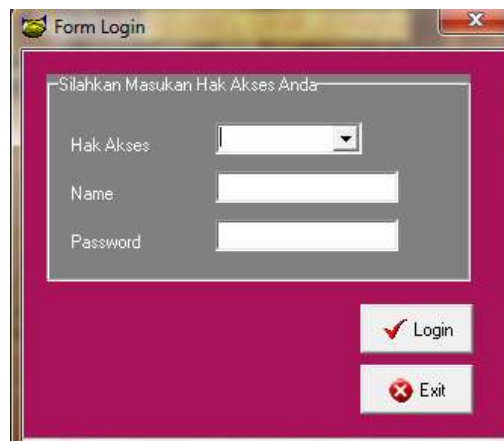 Form Login
Silahkan Masukan Hak Akses Anda
Hak Akses
Name
Password
Login
Exit